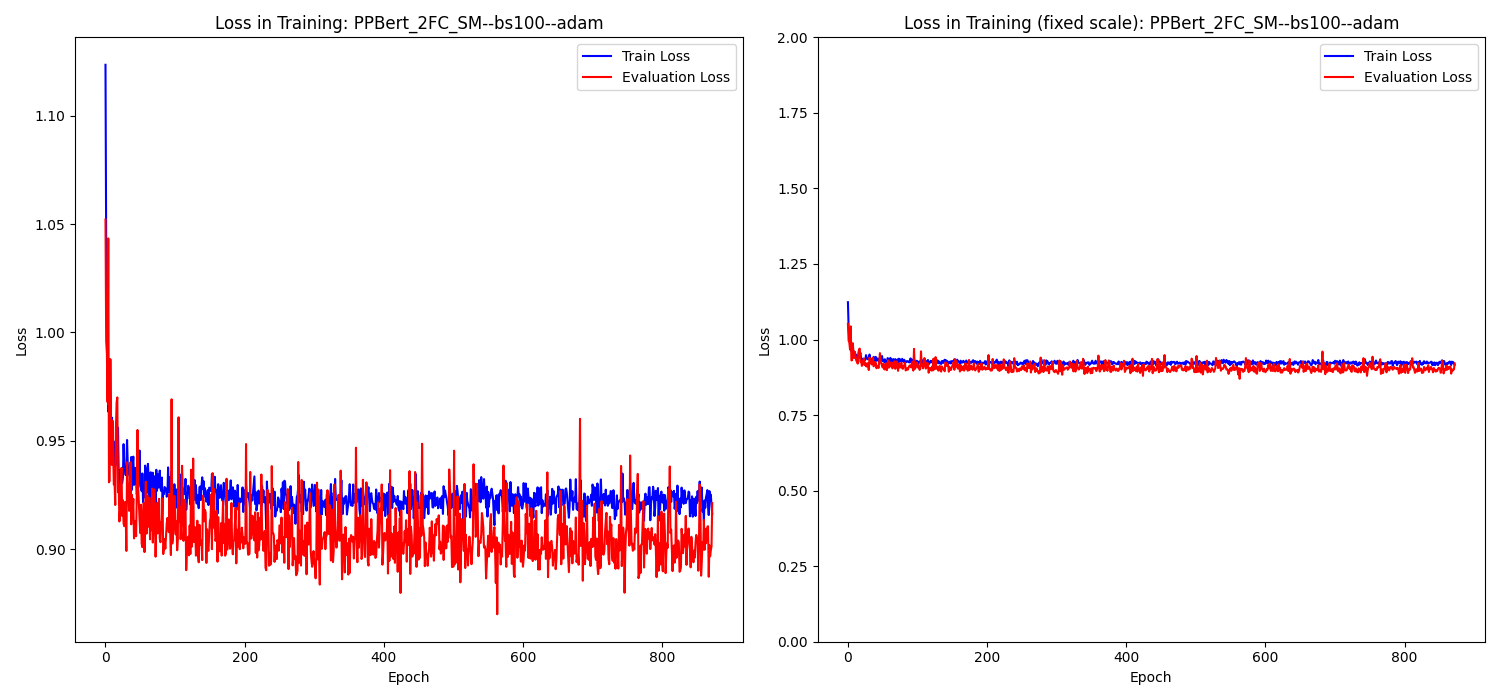 Loss in Training: PPBert_2FC_SM--bs100--adam
Train Loss
Evaluation Loss
1.10
1.05
1.00
0.95
0.90
Loss
0
200
400
600
800
Epoch
Loss in Training (fixed scale): PPBert_2FC_SM--bs100--adam
Train Loss
Evaluation Loss
2.00
1.75
1.50
1.25
1.00
0.75
0.50
0.25
0.00
Loss
0
200
400
600
800
Epoch